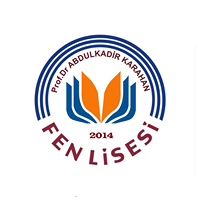 Prof.Dr ABDULKADİR KARAHAN
2014
FEN LİSESİ